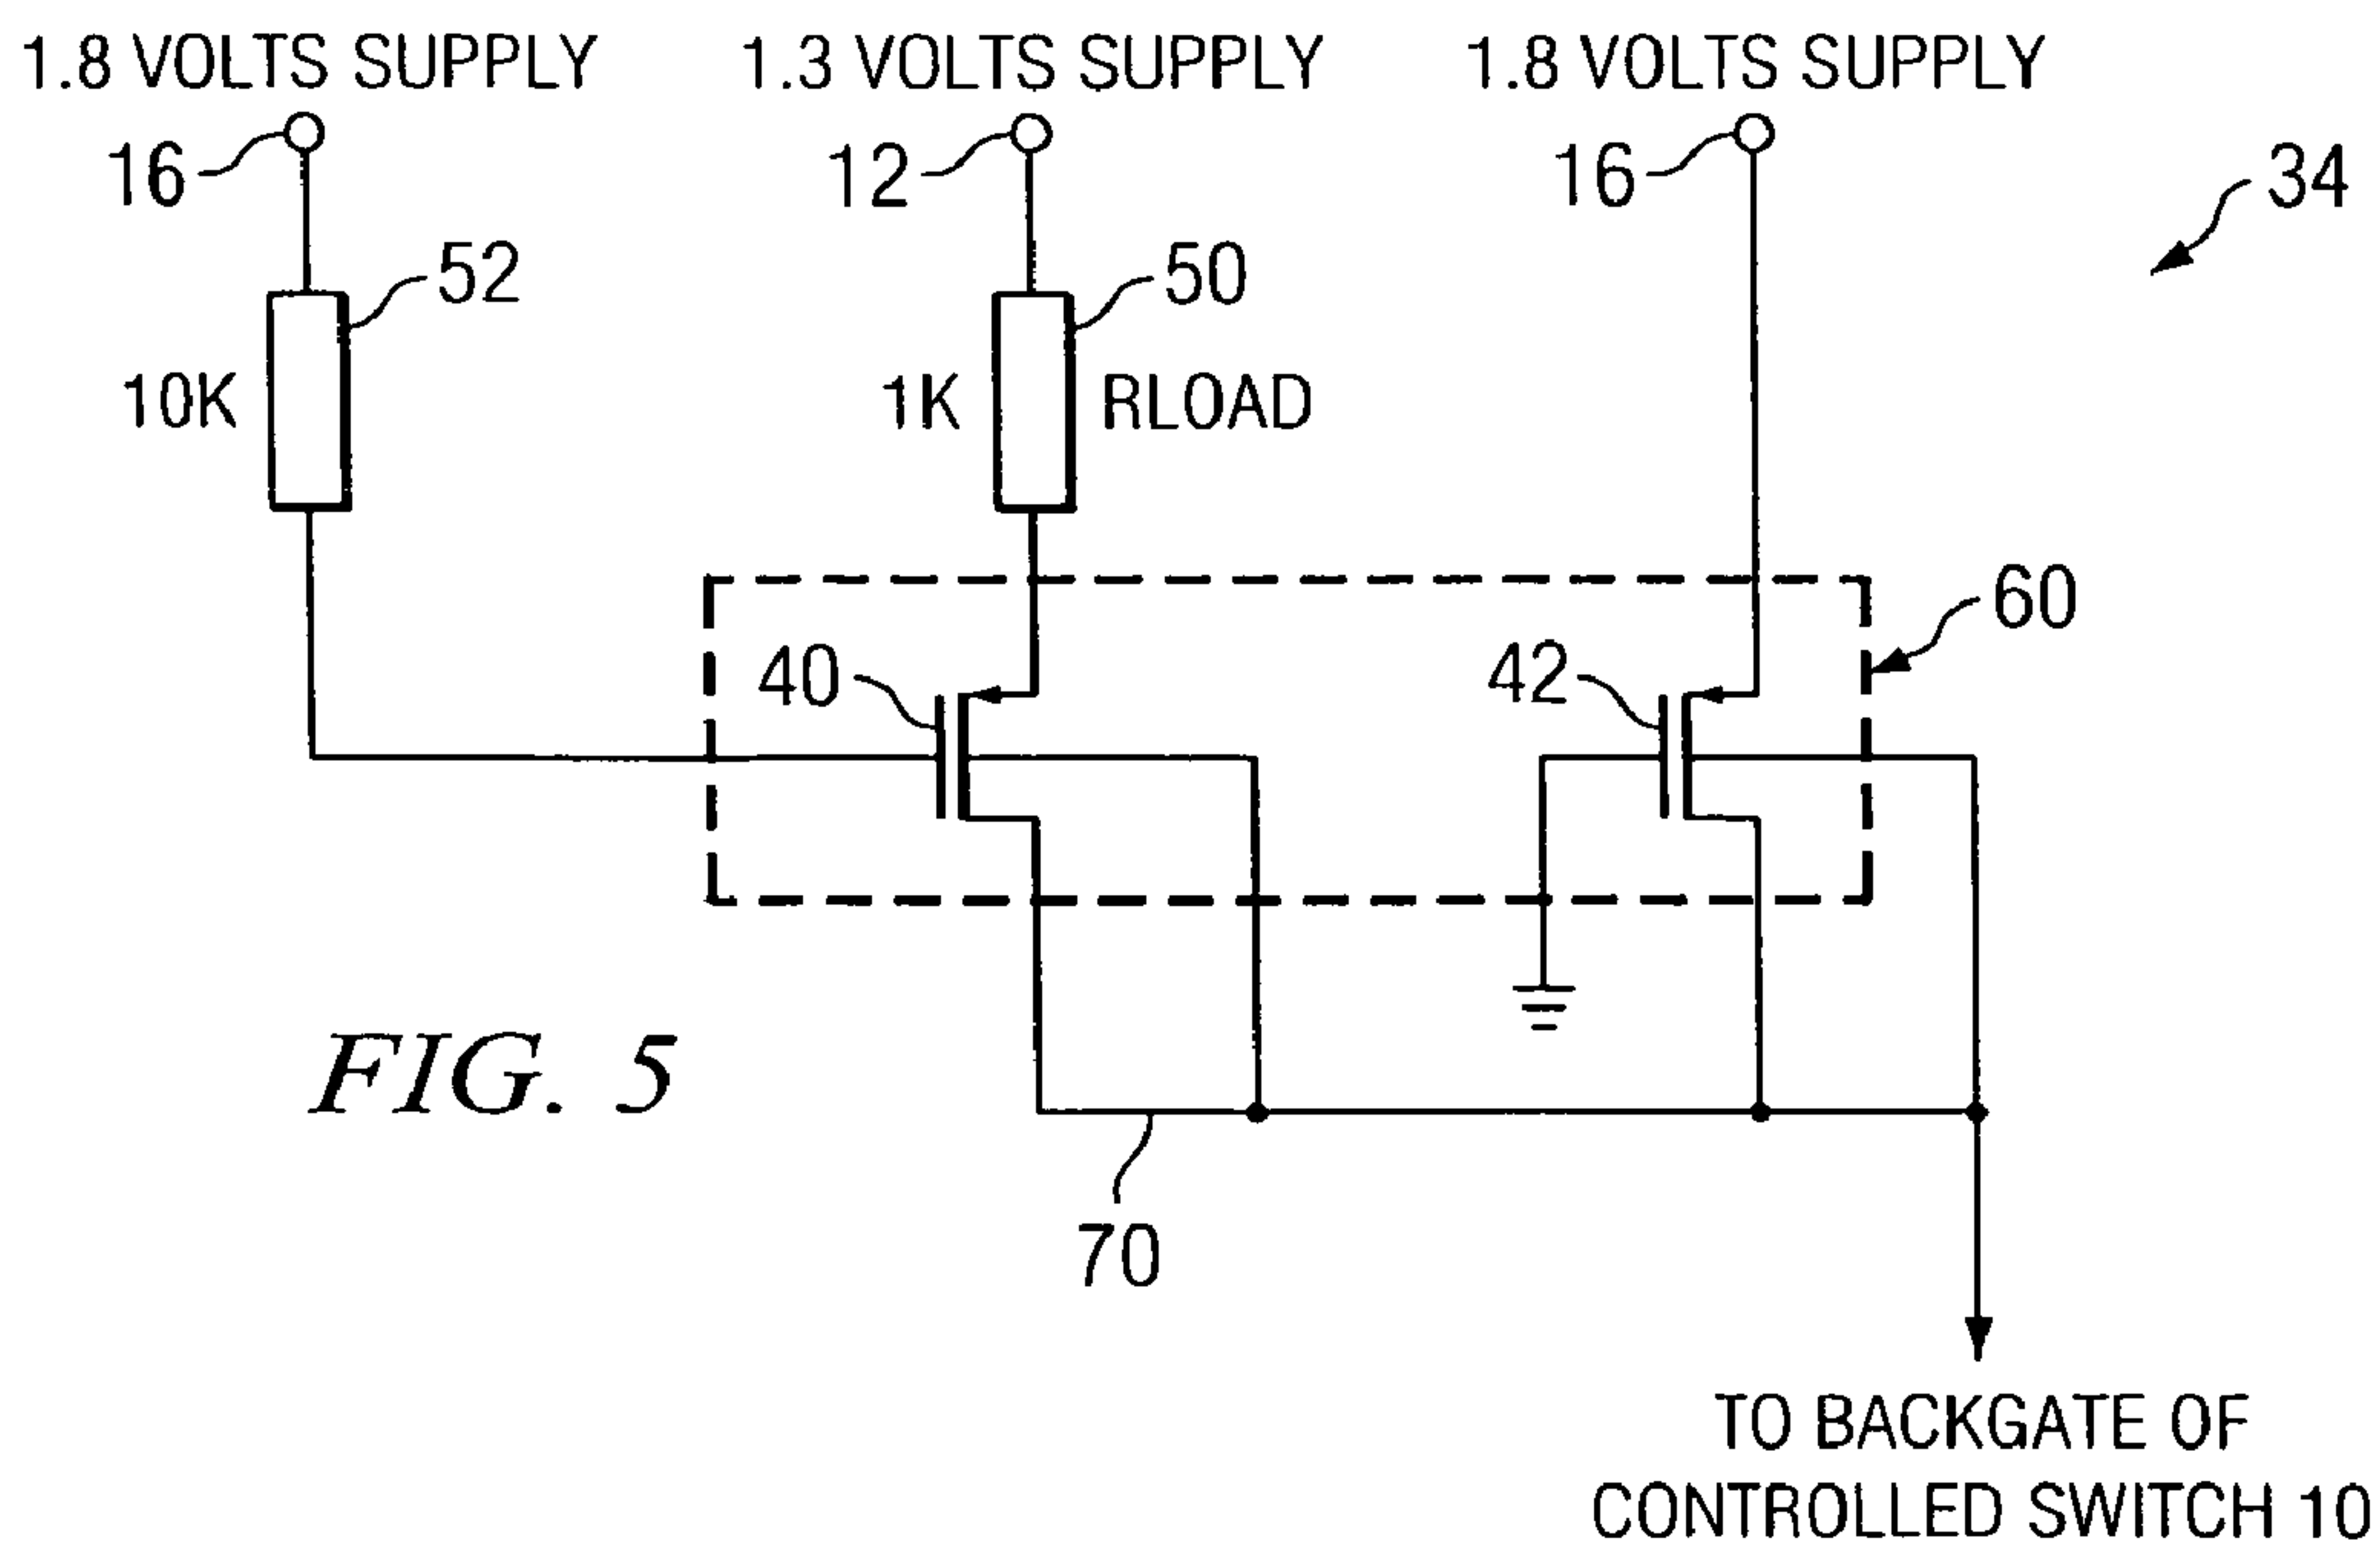 1.8 VOLTS SUPPLY
1.3 VOLTS SUPPLY
1.8 VOLTS SUPPLY
16
12
16
34
52
50
10K
1K
RLOAD
60
40
42
FIG. 5
70
TO BACKGATE OF
CONTROLLED SWITCH 10